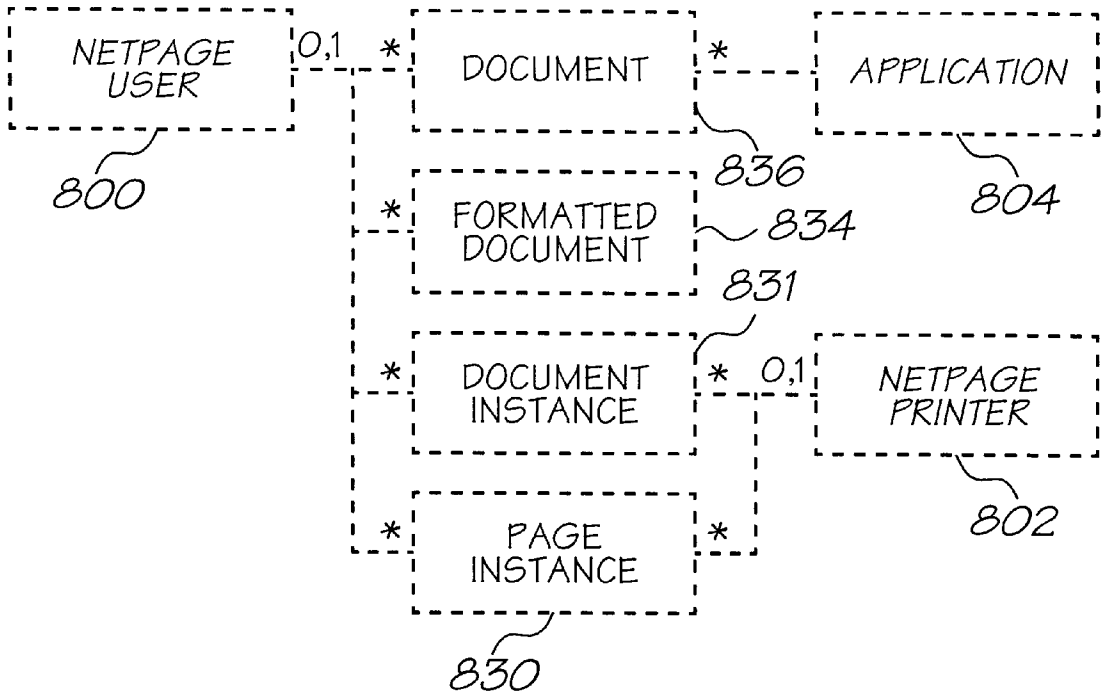 NETPAGE
USER
0,1
*
DOCUMENT
*
APPLICATION
800
836
804
*
FORMATTED
DOCUMENT
834
831
*
DOCUMENT
INSTANCE
*
0,1
NETPAGE
PRINTER
802
*
PAGE
INSTANCE
*
830